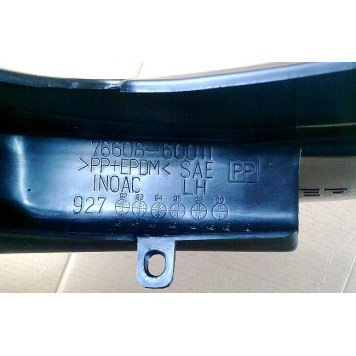 76608-60011
>PP+EPDM< SAE PP
INOAC LH
927